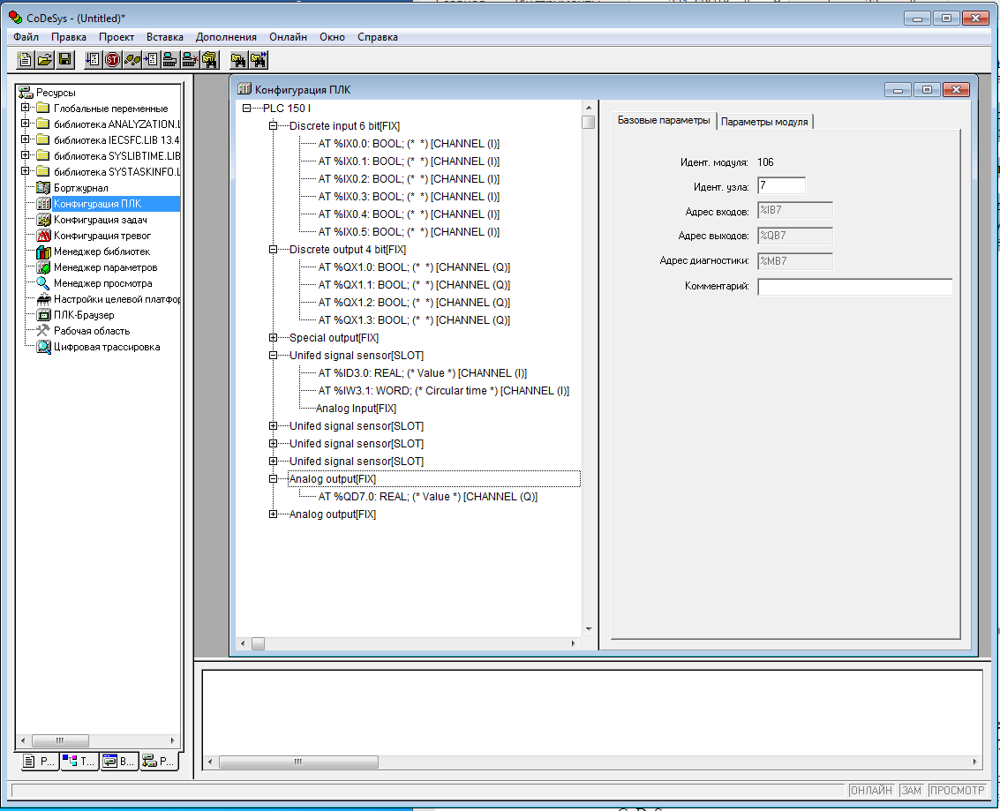 CoDeSys - (Untitled)*
Файл Правка Проект Вставка Дополнения Онлайн Окно Справка
Ресурсы
Глобальные переменные
библиотека ANALYZATION.L
библиотека IECSFC.LIB 13.4
библиотека SYSLIBTIME.LIB
библиотека SYSTASKINFO.L
Бортжурнал
Конфигурация ПЛК
Конфигурация задач
Конфигурация тревог
Менеджер библиотек
Менеджер параметров
Менеджер просмотра
Настройки целевой платфор
ПЛК-Браузер
Рабочая область
Цифровая трассировка
Р... Т... В... Р...
Конфигурация ПЛК
PLC 150 I
Discrete input 6 bit[FIX]
AT %IX0.0: BOOL; (* *) [CHANNEL (I)]
AT %IX0.1: BOOL; (* *) [CHANNEL (I)]
AT %IX0.2: BOOL; (* *) [CHANNEL (I)]
AT %IX0.3: BOOL; (* *) [CHANNEL (I)]
AT %IX0.4: BOOL; (* *) [CHANNEL (I)]
AT %IX0.5: BOOL; (* *) [CHANNEL (I)]
Discrete output 4 bit[FIX]
AT %QX1.0: BOOL; (* *) [CHANNEL (Q)]
AT %QX1.1: BOOL; (* *) [CHANNEL (Q)]
AT %QX1.2: BOOL; (* *) [CHANNEL (Q)]
AT %QX1.3: BOOL; (* *) [CHANNEL (Q)]
Special output[FIX]
Unifed signal sensor[SLOT]
AT %ID3.0: REAL; (* Value *) [CHANNEL (I)]
AT %IW3.1: WORD; (* Circular time *) [CHANNEL (I)]
Analog Input[FIX]
Unifed signal sensor[SLOT]
Unifed signal sensor[SLOT]
Unifed signal sensor[SLOT]
Analog output[FIX]
AT %QD7.0: REAL; (* Value *) [CHANNEL (Q)]
Analog output[FIX]
Базовые параметры Параметры модуля
Идент. модуля: 106
Идент. узла: 7
Адрес входов: %IB7
Адрес выходов: %QB7
Адрес диагностики: %MB7
Комментарий:
ОНЛАЙН ЗАМ ПРОСМОТР